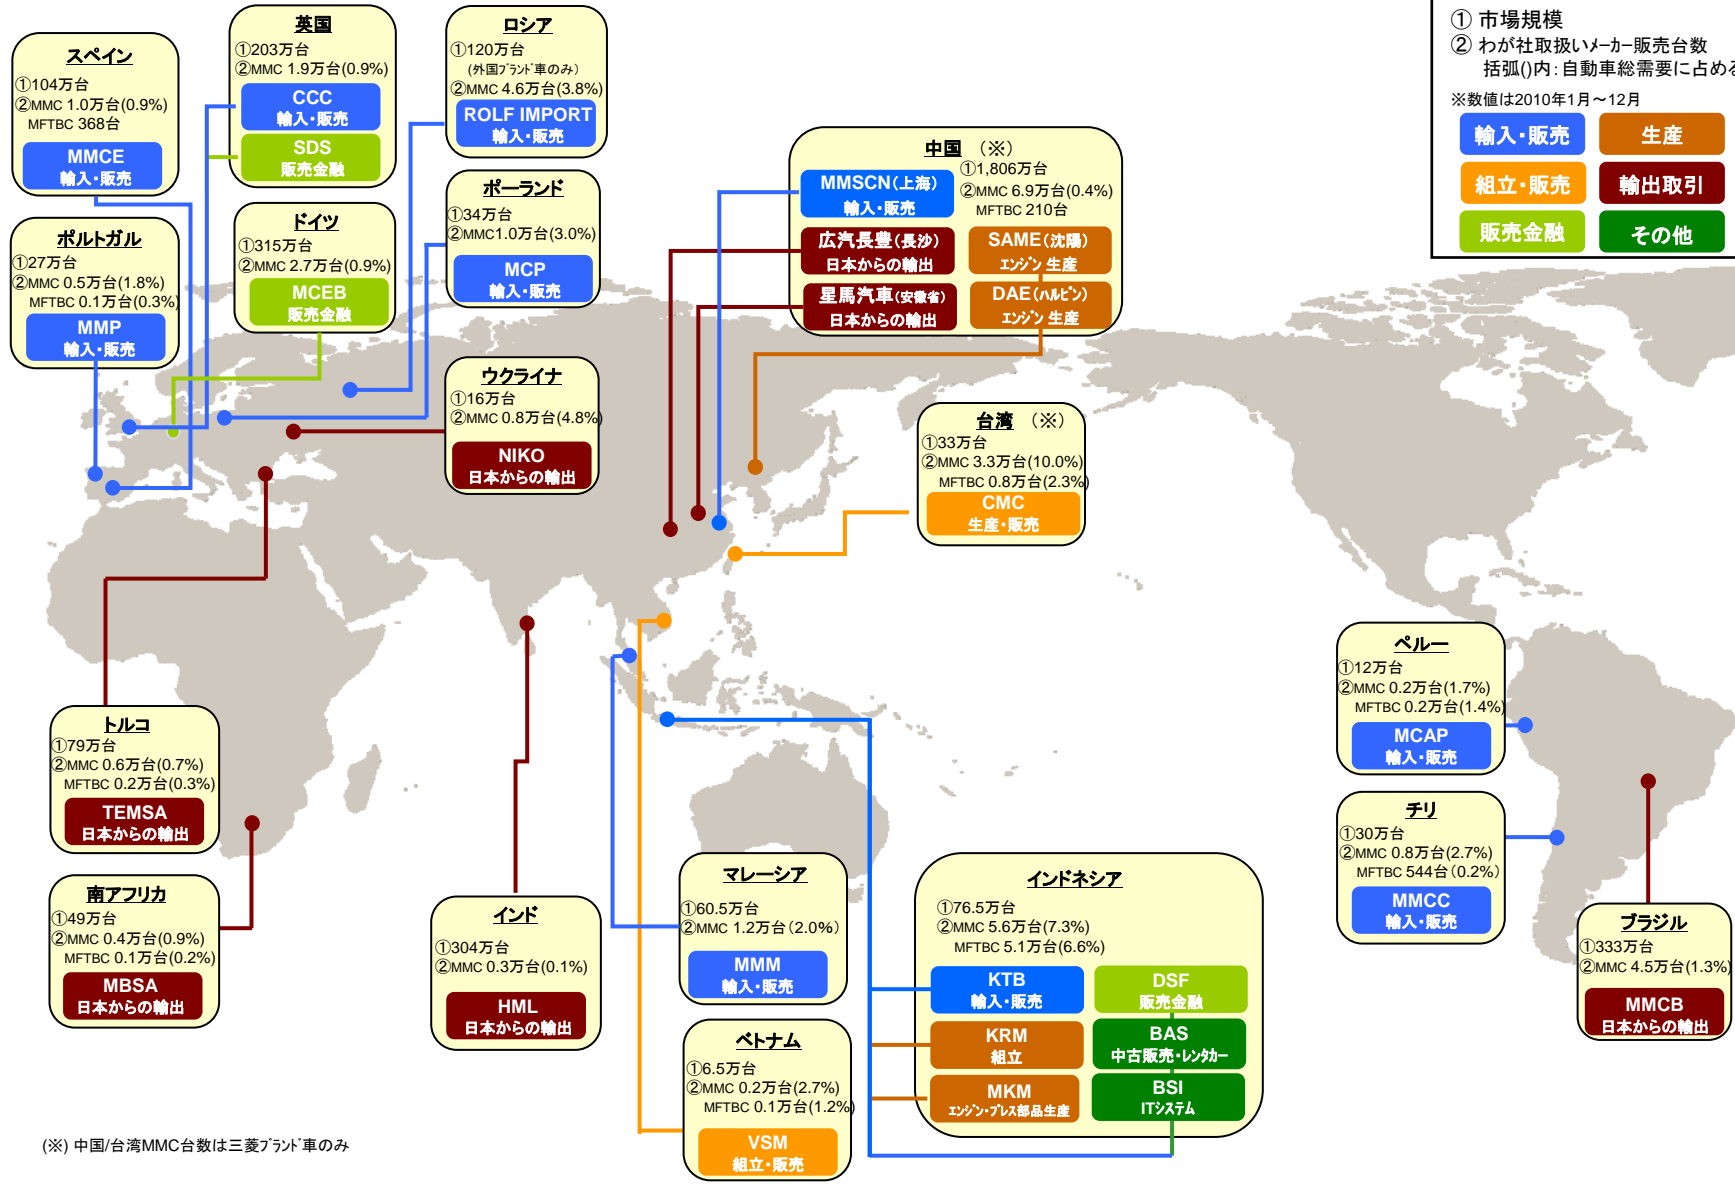 スペイン
①104万台
②MMC 1.0万台(0.9%)
MFTBC 368台
MMCE
輸入・販売
英国
①203万台
②MMC 1.9万台(0.9%)
CCC
輸入・販売
SDS
販売金融
ロシア
①120万台
(外国ブランド車のみ)
②MMC 4.6万台(3.8%)
ROLF IMPORT
輸入・販売
ポルトガル
①27万台
②MMC 0.5万台(1.8%)
MFTBC 0.1万台(0.3%)
MMP
輸入・販売
ドイツ
①315万台
②MMC 2.7万台(0.9%)
MCEB
販売金融
ポーランド
①34万台
②MMC1.0万台(3.0%)
MCP
輸入・販売
中国 (※)
①1,806万台
②MMC 6.9万台(0.4%)
MFTBC 210台
MMSCN(上海)
輸入・販売
広汽長豊(長沙)
日本からの輸出
SAME(沈陽)
エンジン 生産
星馬汽車(安徽省)
日本からの輸出
DAE(ハルビン)
エンジン 生産
① 市場規模
② わが社取扱いメーカー販売台数
括弧()内:自動車総需要に占める
※数値は2010年1月～12月
輸入・販売
生産
組立・販売
輸出取引
販売金融
その他
ウクライナ
①16万台
②MMC 0.8万台(4.8%)
NIKO
日本からの輸出
台湾 (※)
①33万台
②MMC 3.3万台(10.0%)
MFTBC 0.8万台(2.3%)
CMC
生産・販売
トルコ
①79万台
②MMC 0.6万台(0.7%)
MFTBC 0.2万台(0.3%)
TEMSA
日本からの輸出
南アフリカ
①49万台
②MMC 0.4万台(0.9%)
MFTBC 0.1万台(0.2%)
MBSA
日本からの輸出
インド
①304万台
②MMC 0.3万台(0.1%)
HML
日本からの輸出
マレーシア
①60.5万台
②MMC 1.2万台(2.0%)
MMM
輸入・販売
ベトナム
①6.5万台
②MMC 0.2万台(2.7%)
MFTBC 0.1万台(1.2%)
VSM
組立・販売
インドネシア
①76.5万台
②MMC 5.6万台(7.3%)
MFTBC 5.1万台(6.6%)
KTB
輸入・販売
DSF
販売金融
KRM
組立
BAS
中古販売・レンタカー
MKM
エンジン・プレス部品生産
BSI
ITシステム
ペルー
①12万台
②MMC 0.2万台(1.7%)
MFTBC 0.2万台(1.4%)
MCAP
輸入・販売
チリ
①30万台
②MMC 0.8万台(2.7%)
MFTBC 544台(0.2%)
MMCC
輸入・販売
ブラジル
①333万台
②MMC 4.5万台(1.3%)
MMCB
日本からの輸出
(※) 中国/台湾MMC台数は三菱ブランド車のみ